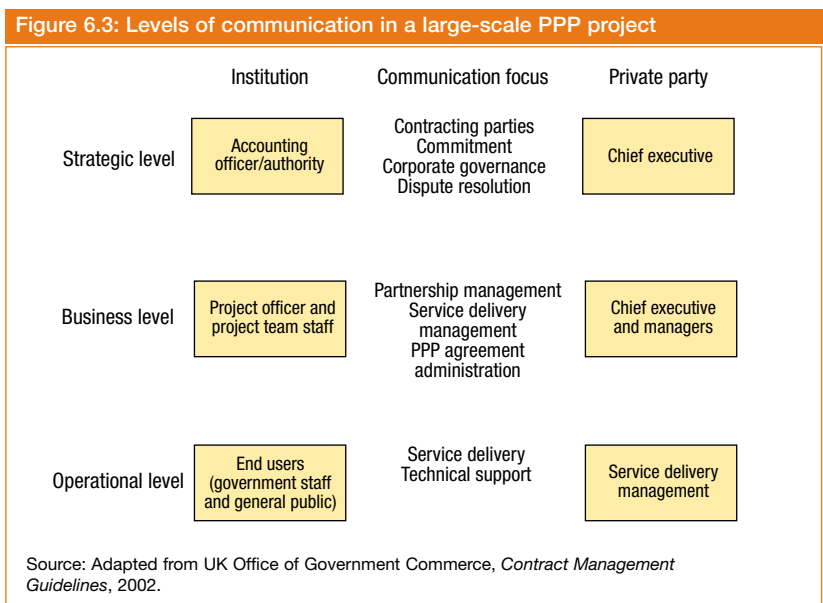 Figure 6.3: Levels of communication in a large-scale PPP project
Institution
Communication focus
Private party
Strategic level
Accounting
officer/authority
Contracting parties
Commitment
Corporate governance
Dispute resolution
Chief executive
Business level
Project officer and
project team staff
Partnership management
Service delivery
management
PPP agreement
administration
Chief executive
and managers
Operational level
End users
(government staff
and general public)
Service delivery
Technical support
Service delivery
management
Source: Adapted from UK Office of Government Commerce, Contract Management
Guidelines, 2002.